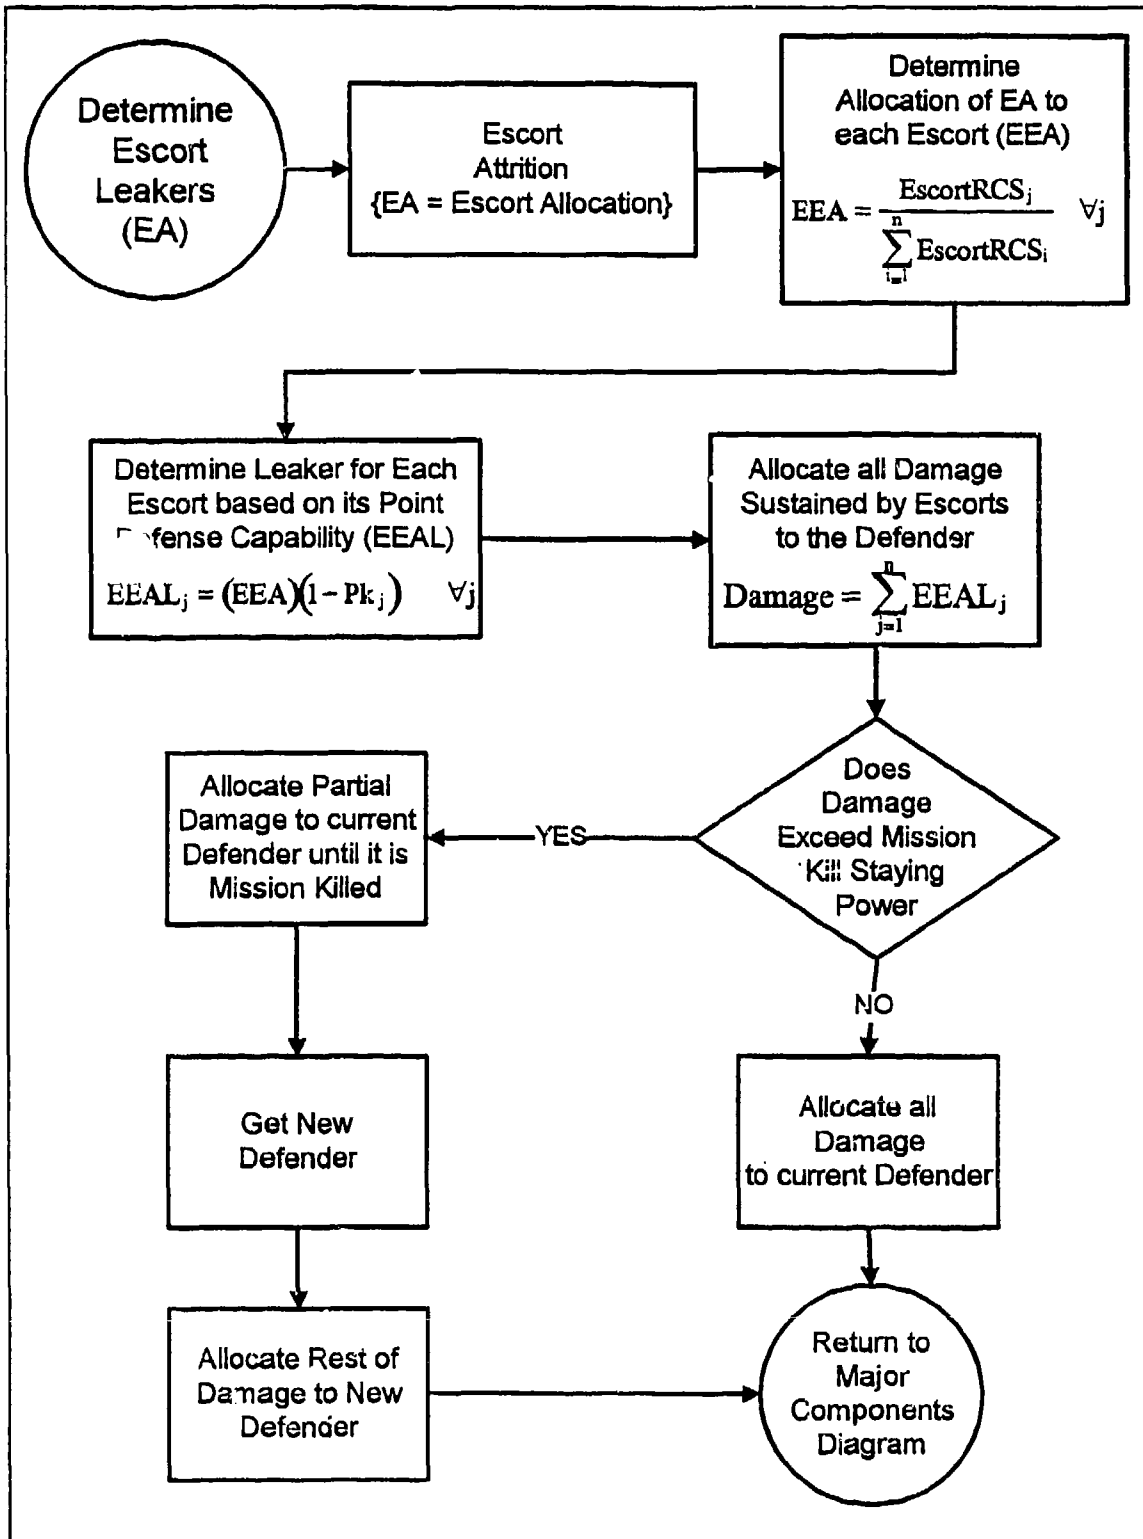 Determine
Escort
Leakers
(EA)
Escort
Attrition
{EA = Escort Allocation}
Determine
Allocation of EA to
each Escort (EEA)
EEA = EscortRCS_j / \sum_{i=1}^{n} EscortRCS_i ∀j
Determine Leaker for Each
Escort based on its Point
Defense Capability (EEAL)
EEAL_j = (EEA)(1 - Pk_j) ∀j
Allocate all Damage
Sustained by Escorts
to the Defender
Damage = \sum_{j=1}^{n} EEAL_j
Does
Damage
Exceed Mission
Kill Staying
Power
YES
NO
Allocate Partial
Damage to current
Defender until it is
Mission Killed
Get New
Defender
Allocate Rest of
Damage to New
Defender
Allocate all
Damage
to current Defender
Return to
Major
Components
Diagram